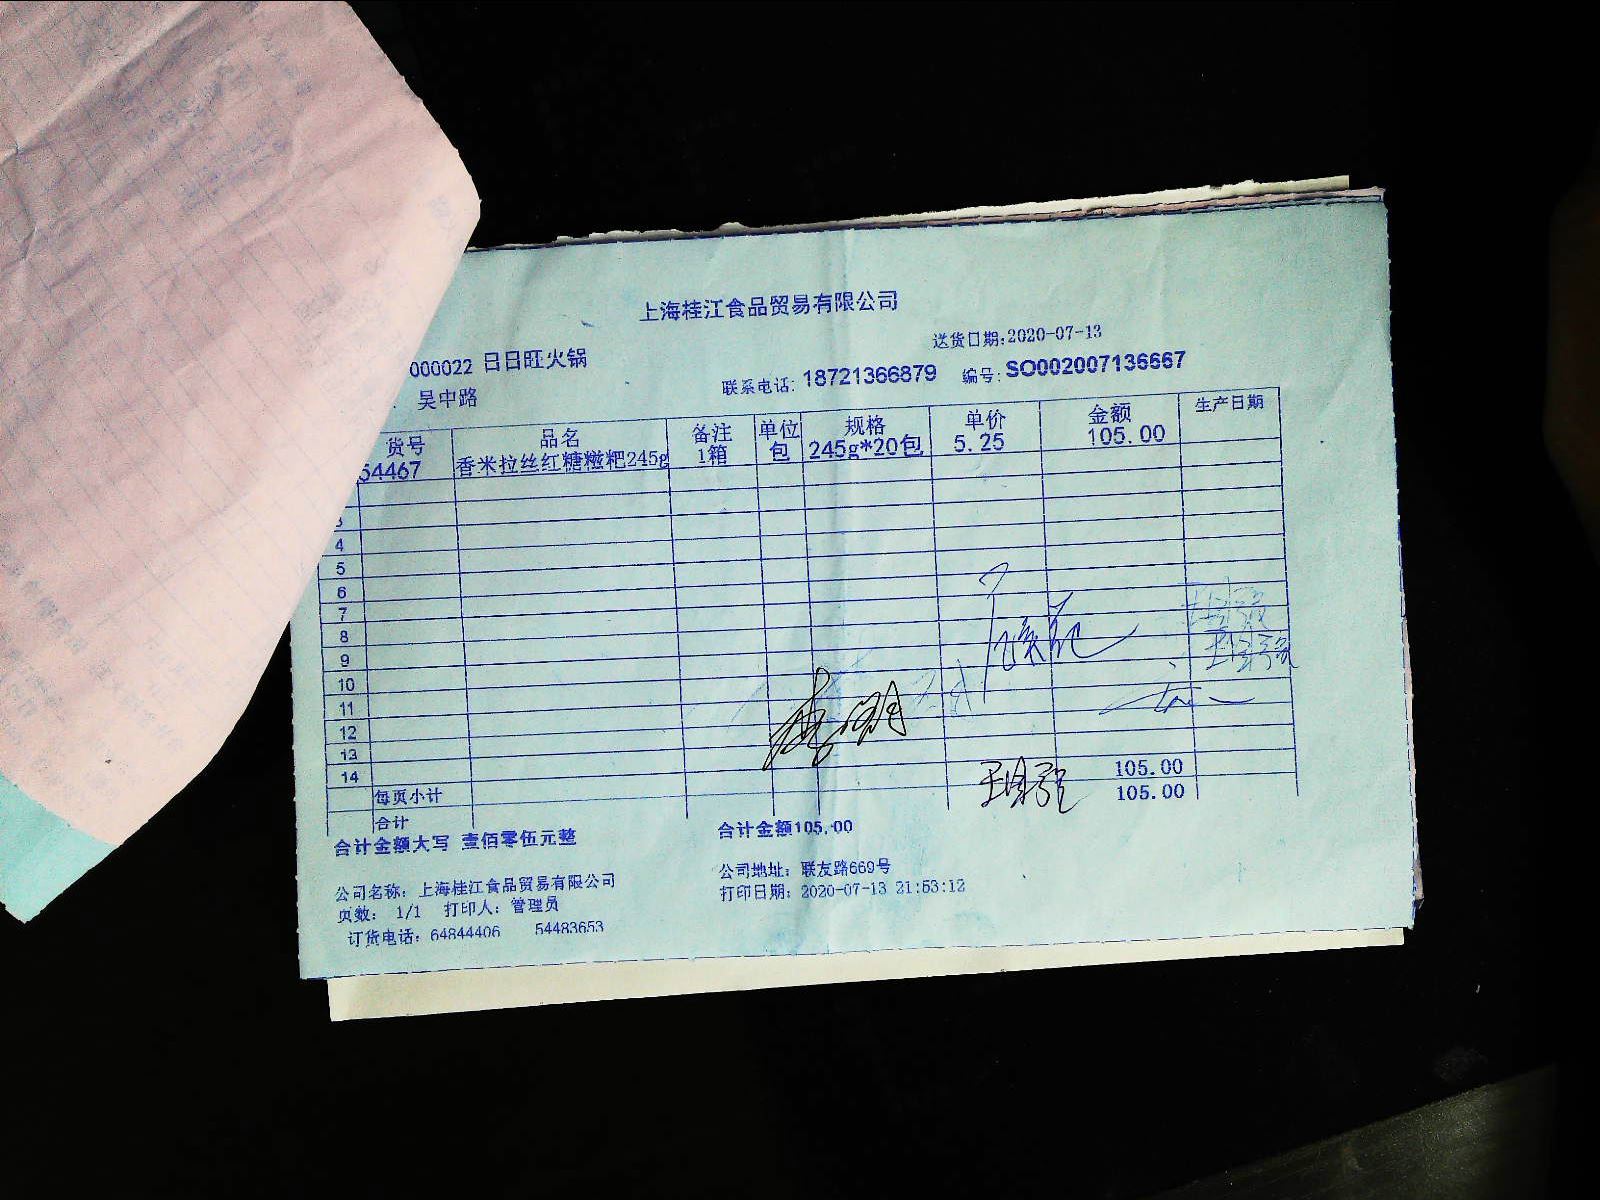 上海桂江食品贸易有限公司
送货日期:2020-07-13
000022 日日旺火锅
联系电话: 18721366879 编号: SO002007136667
吴中路
货号 品名 备注 单位 规格 单价 金额 生产日期
54467 香米拉丝红糖糍粑245g 1箱 包 245g*20包 5.25 105.00
3
4
5
6
7
8
9
10
11
12
13
14
每页小计 105.00
合计 105.00
合计金额大写 壹佰零伍元整 合计金额105.00
公司名称: 上海桂江食品贸易有限公司 公司地址: 联友路669号
页数: 1/1 打印人: 管理员 打印日期: 2020-07-13 21:53:12
订货电话: 64844406 54483653